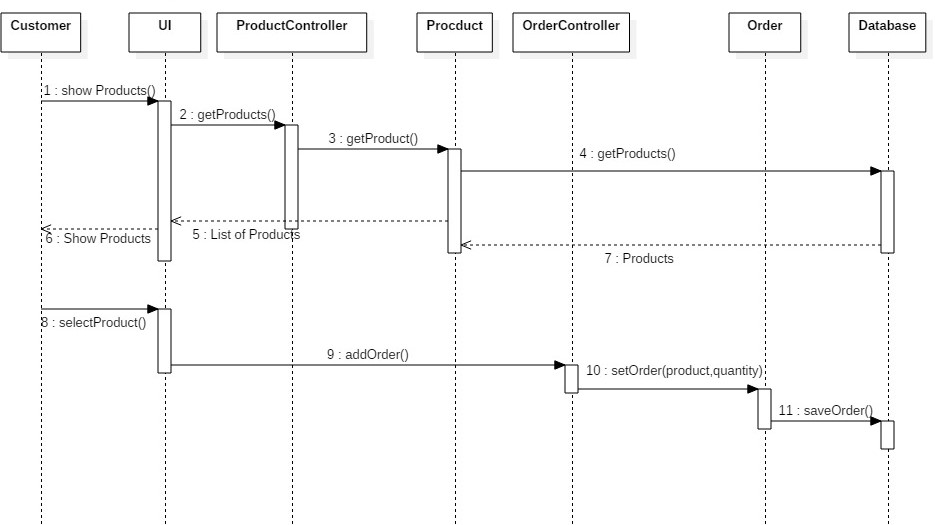 Customer
UI
ProductController
Procduct
OrderController
Order
Database
1 : show Products()
2 : getProducts()
3 : getProduct()
4 : getProducts()
5 : List of Products
6 : Show Products
7 : Products
8 : selectProduct()
9 : addOrder()
10 : setOrder(product,quantity)
11 : saveOrder()